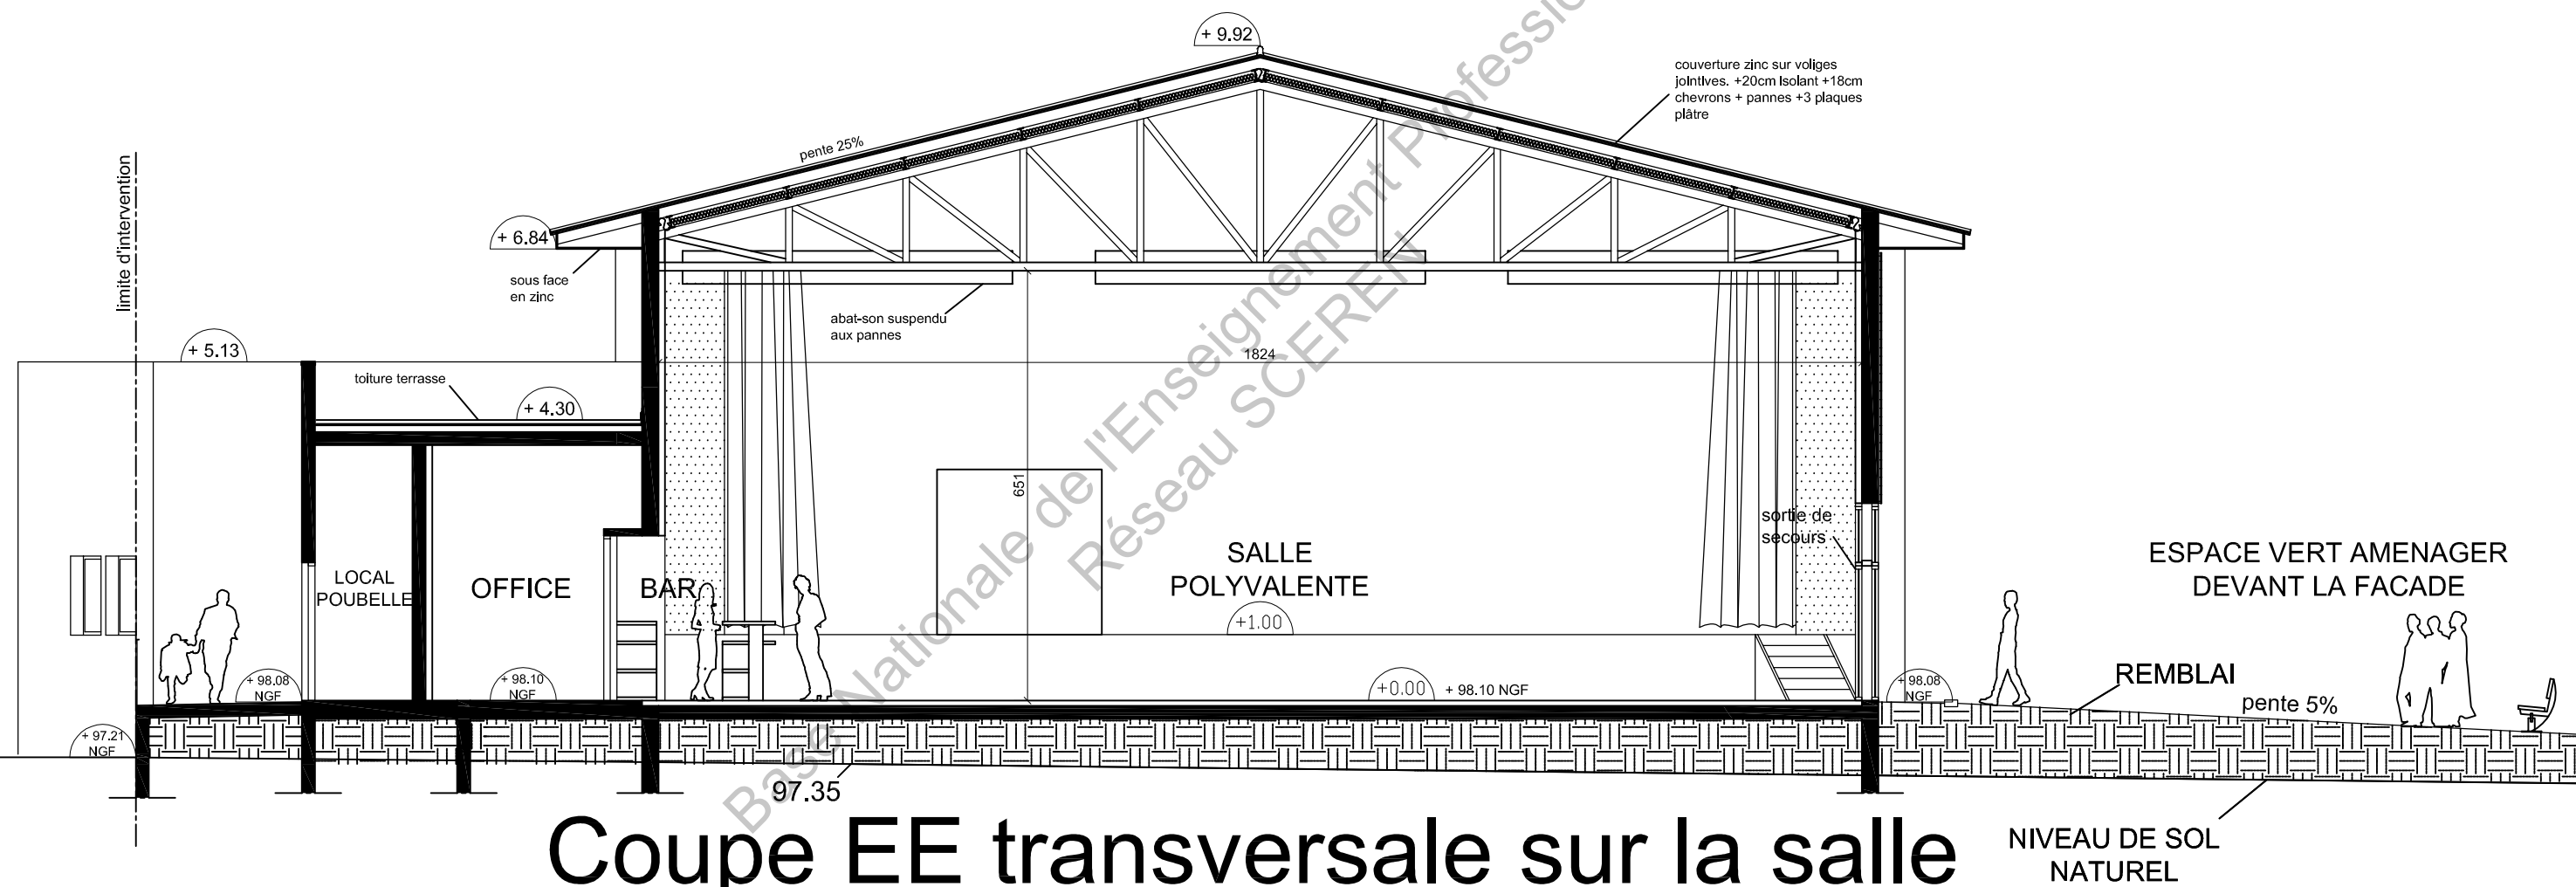 + 9.92
couverture zinc sur voliges
jointives. +20cm isolant +18cm
chevrons + pannes +3 plaques
plâtre
pente 25%
limite d'intervention
+ 6.84
sous face
en zinc
abat-son suspendu
aux pannes
+ 5.13
toiture terrasse
+ 4.30
1824
651
sortie de
secours
LOCAL
POUBELLE
OFFICE
BAR
SALLE
POLYVALENTE
+1.00
ESPACE VERT AMENAGER
DEVANT LA FACADE
+ 98.08
NGF
+ 98.10
NGF
+0.00
+ 98.10 NGF
+ 98.08
NGF
REMBLAI
pente 5%
+ 97.21
NGF
97.35
Coupe EE transversale sur la salle
NIVEAU DE SOL
NATUREL
Base Nationale de l'Enseignement Professio
Réseau SCEREN